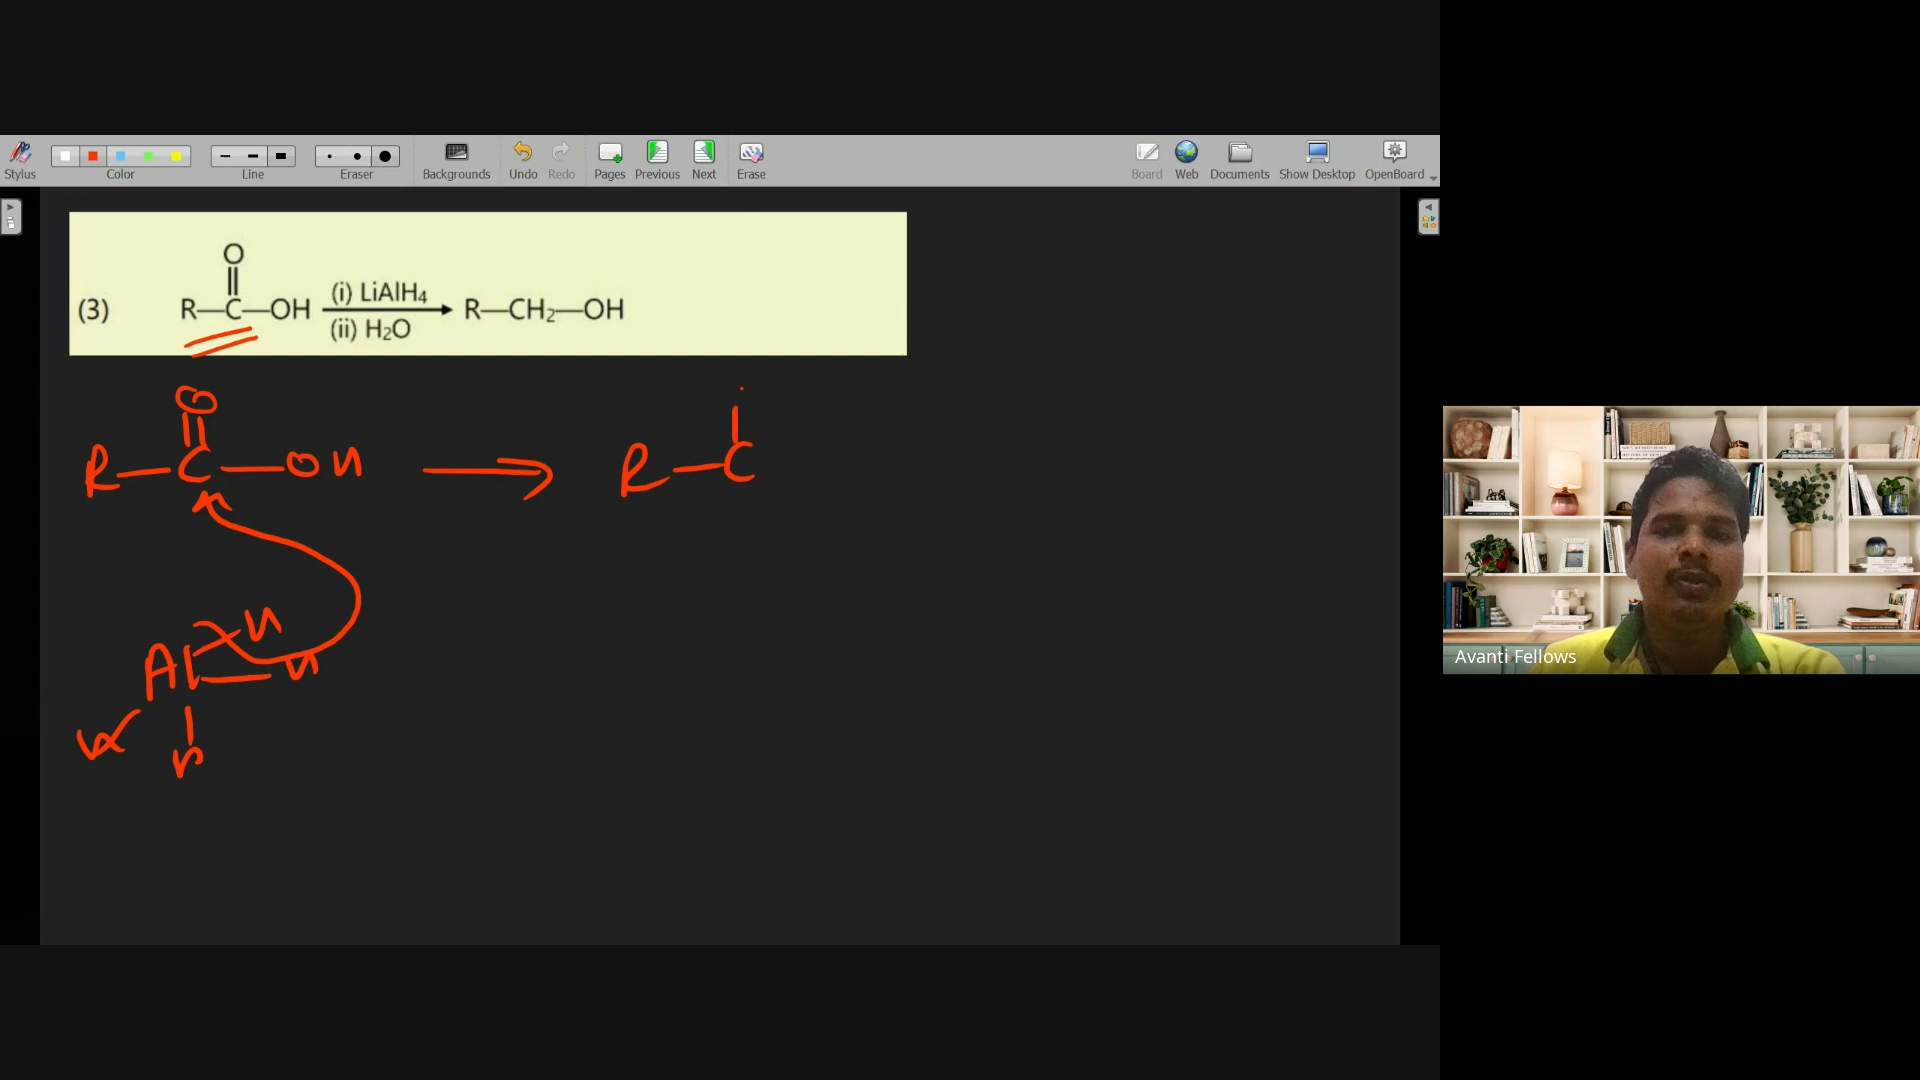 Stylus Color Line Eraser Backgrounds Undo Redo Pages Previous Next Erase Board Web Documents Show Desktop OpenBoard
O
(3) R—C—OH (i) LiAlH₄ R—CH₂—OH
(ii) H₂O
O
R—C—OH → R—C
Al H
H
H
Avanti Fellows